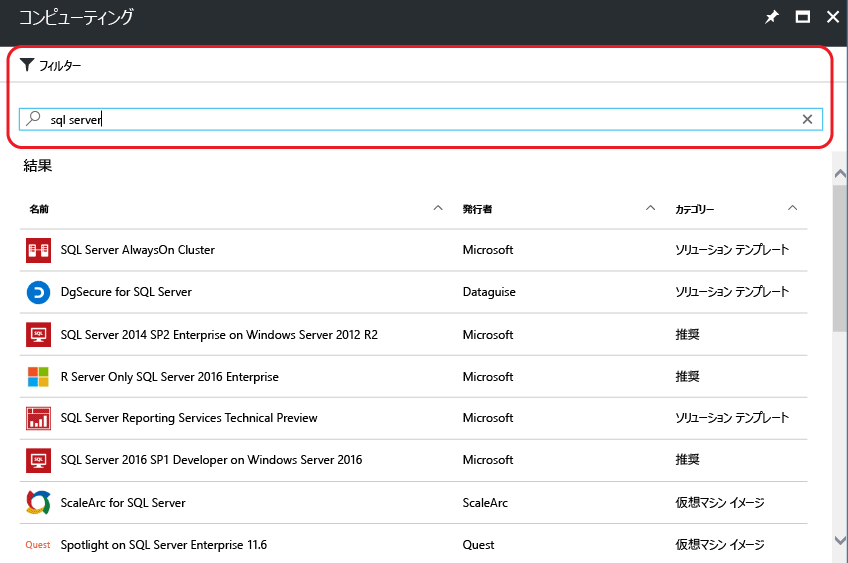 コンピューティング
フィルター
sql server
結果
名前 発行者 カテゴリー
SQL Server AlwaysOn Cluster Microsoft ソリューション テンプレート
DgSecure for SQL Server Dataguise ソリューション テンプレート
SQL SQL Server 2014 SP2 Enterprise on Windows Server 2012 R2 Microsoft 推奨
R Server Only SQL Server 2016 Enterprise Microsoft 推奨
SQL Server Reporting Services Technical Preview Microsoft ソリューション テンプレート
SQL SQL Server 2016 SP1 Developer on Windows Server 2016 Microsoft 推奨
ScaleArc for SQL Server ScaleArc 仮想マシン イメージ
Quest Spotlight on SQL Server Enterprise 11.6 Quest 仮想マシン イメージ